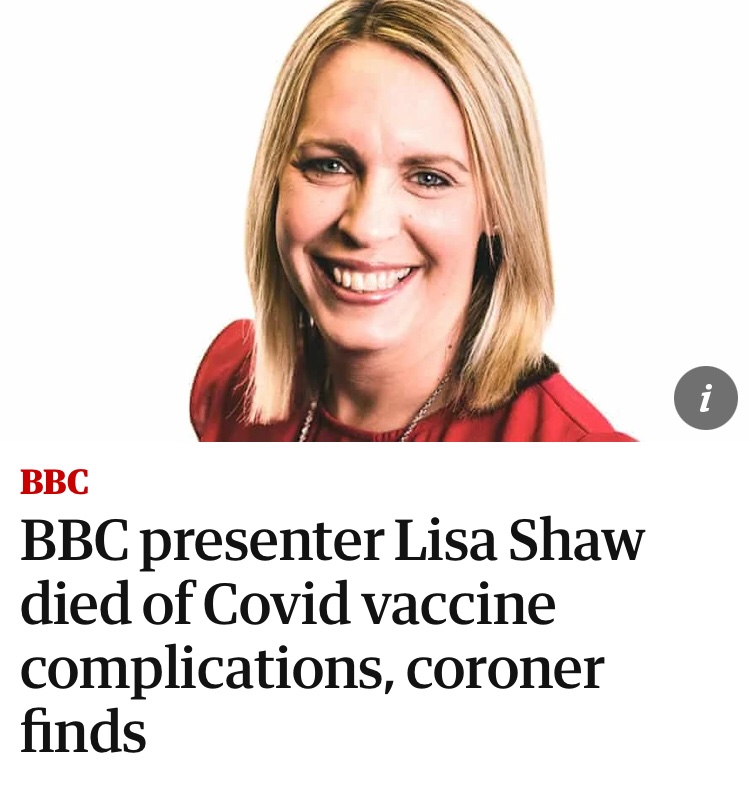 i
BBC
BBC presenter Lisa Shaw
died of Covid vaccine
complications, coroner
finds